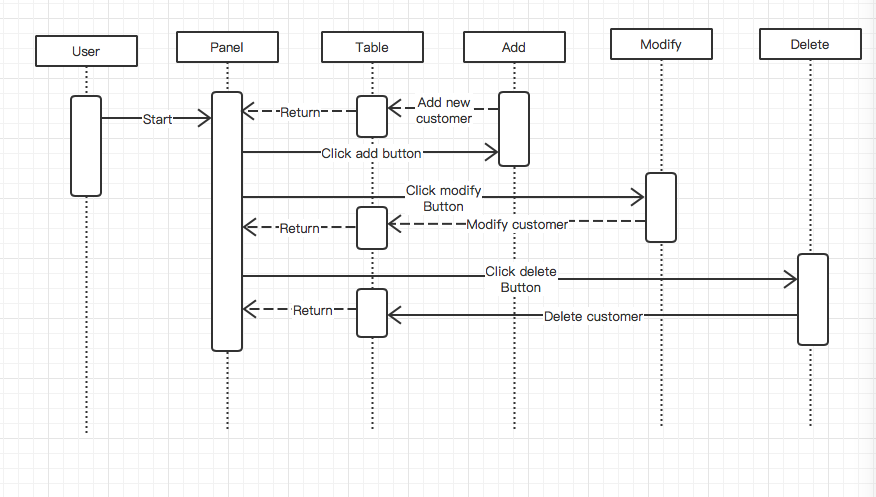 User
Panel
Table
Add
Modify
Delete
Start
Return
Add new
customer
Click add button
Click modify
Button
Return
Modify customer
Click delete
Button
Return
Delete customer